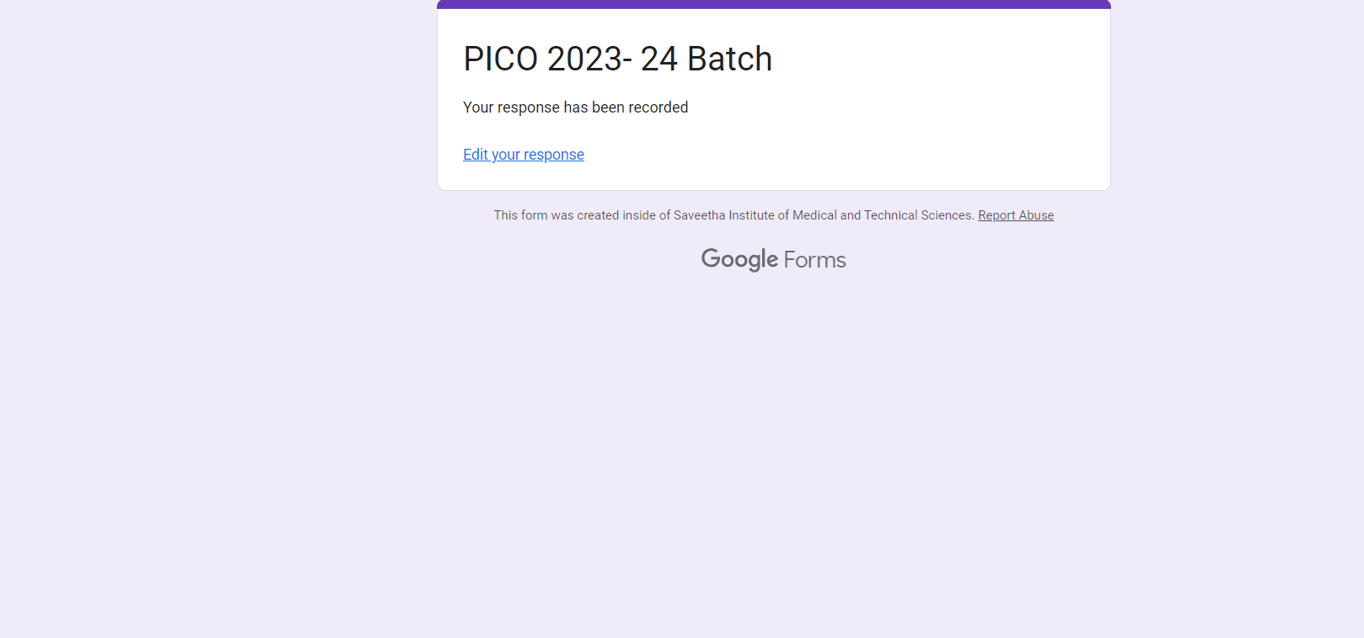 PICO 2023- 24 Batch
Your response has been recorded
Edit your response
This form was created inside of Saveetha Institute of Medical and Technical Sciences. Report Abuse
Google Forms